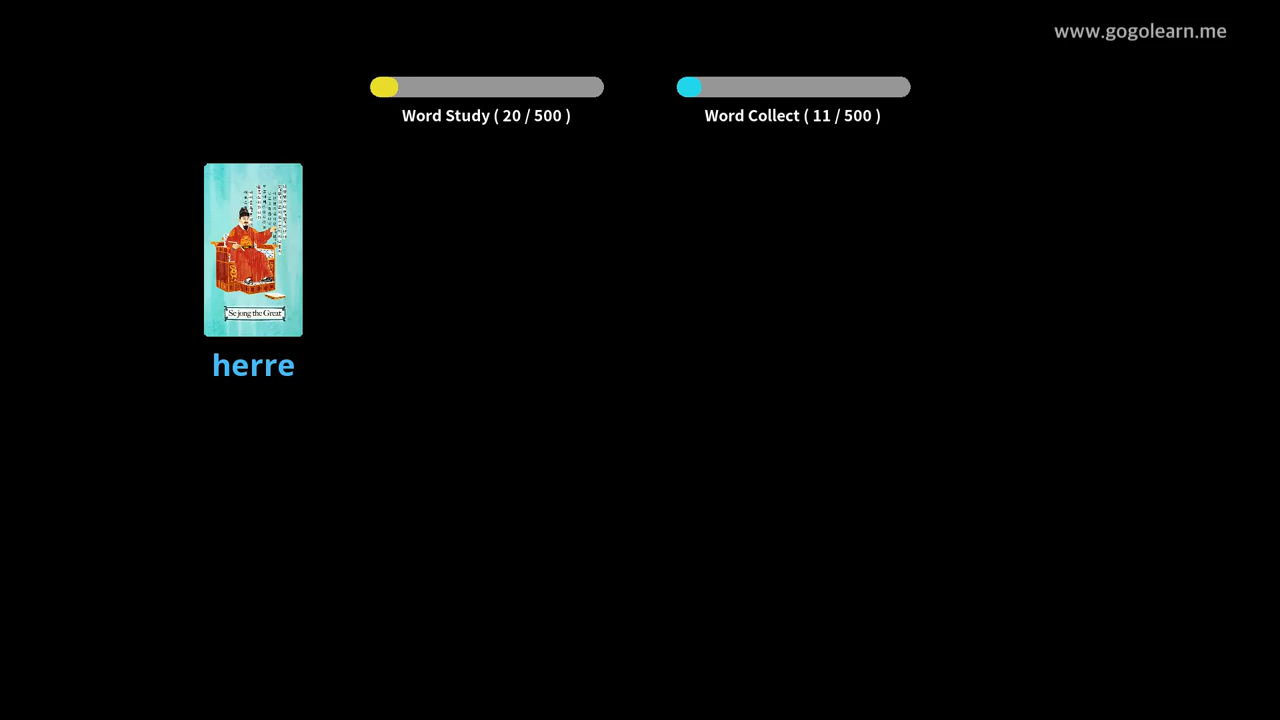 www.gogolearn.me
Word Study ( 20 / 500 )
Word Collect ( 11 / 500 )
Se jong the Great
herre